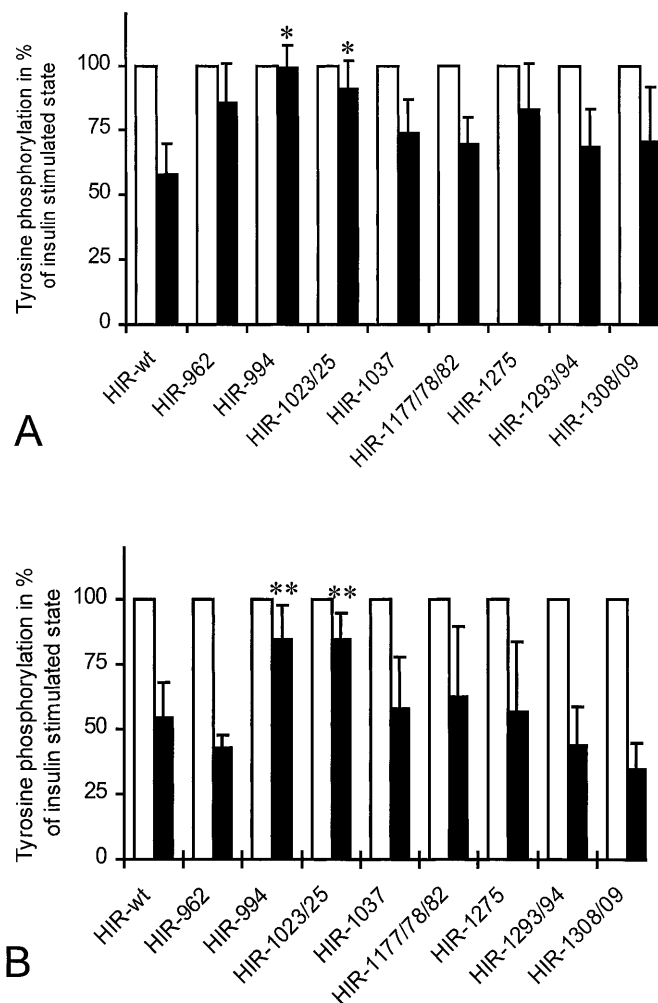 Tyrosine phosphorylation in %
of insulin stimulated state
100
75
50
25
0
*
*
HIR-wt
HIR-962
HIR-994
HIR-1023/25
HIR-1037
HIR-1177/78/82
HIR-1275
HIR-1293/94
HIR-1308/09
A
Tyrosine phosphorylation in %
of insulin stimulated state
100
75
50
25
0
**
**
HIR-wt
HIR-962
HIR-994
HIR-1023/25
HIR-1037
HIR-1177/78/82
HIR-1275
HIR-1293/94
HIR-1308/09
B